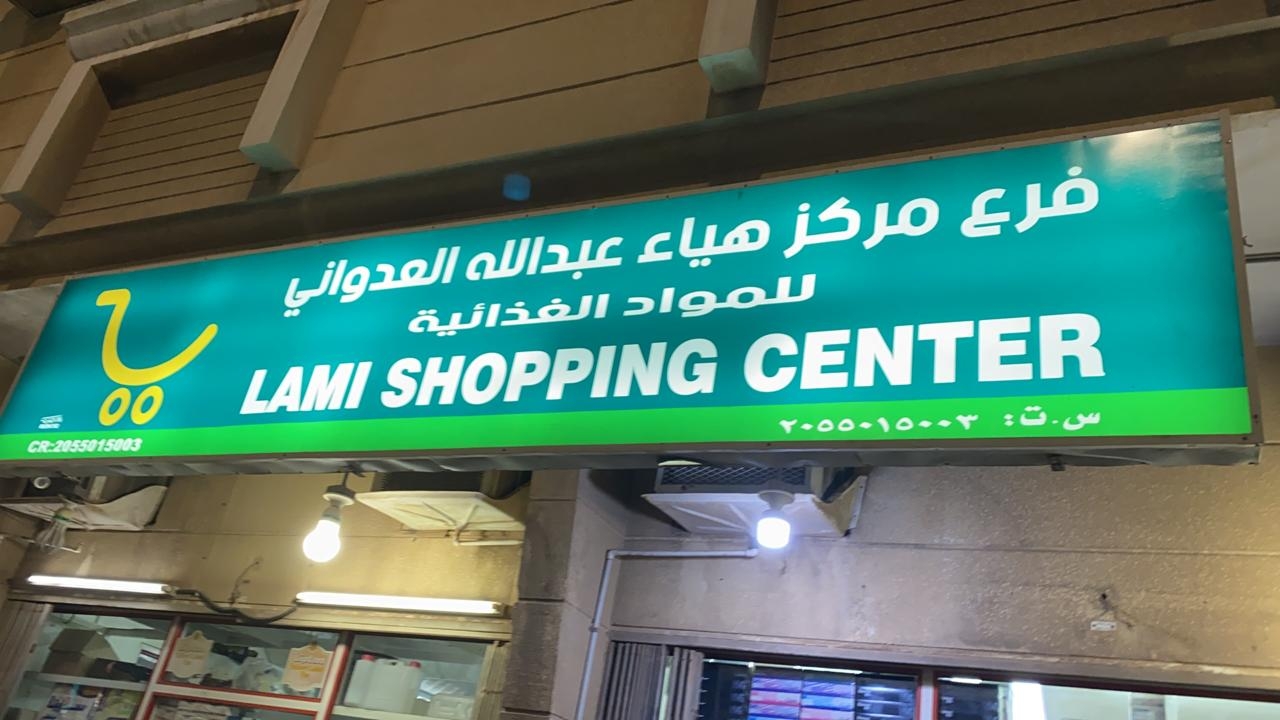 فرع مركز هياء عبدالله العدواني
للمواد الغذائية
LAMI SHOPPING CENTER
س.ت: ٢٠٥٥٠١٥٠٠٣
CR:2055015003